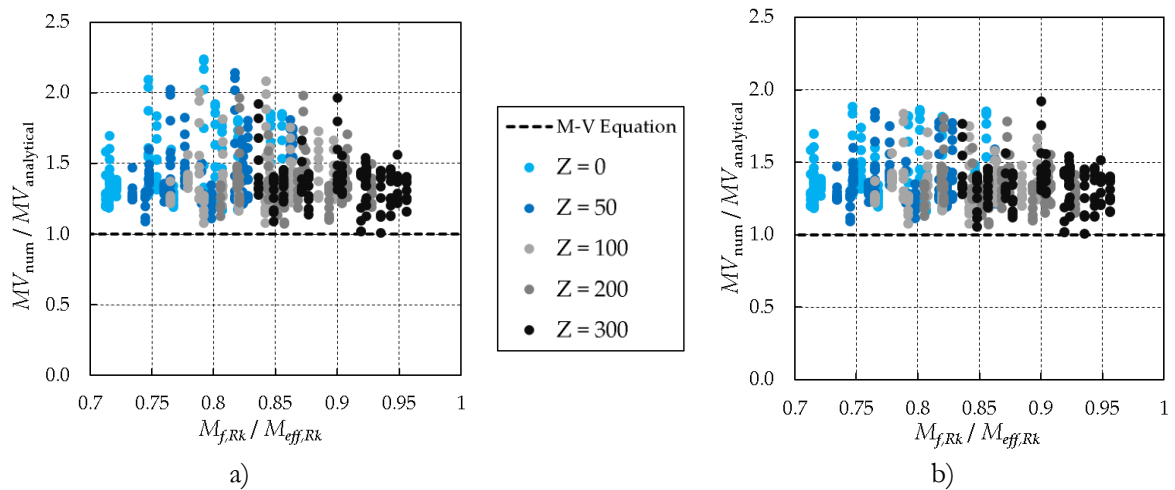 2.5
2.0
1.5
1.0
0.5
0.0
MVnum / MVanalytical
0.7 0.75 0.8 0.85 0.9 0.95 1
Mf,Rk / Meff,Rk
a)
M-V Equation
Z = 0
Z = 50
Z = 100
Z = 200
Z = 300
2.5
2.0
1.5
1.0
0.5
0.0
MVnum / MVanalytical
0.7 0.75 0.8 0.85 0.9 0.95 1
Mf,Rk / Meff,Rk
b)